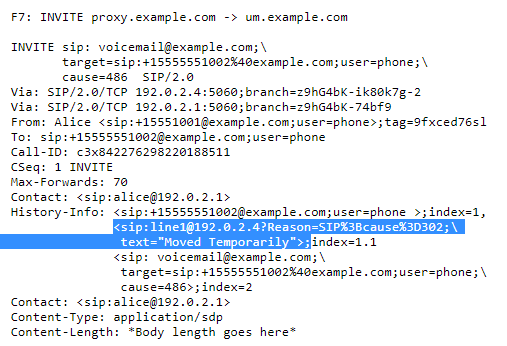 F7: INVITE proxy.example.com -> um.example.com
INVITE sip: voicemail@example.com;\
target=sip:+15555551002%40example.com;user=phone;\
cause=486 SIP/2.0
Via: SIP/2.0/TCP 192.0.2.4:5060;branch=z9hG4bK-ik80k7g-2
Via: SIP/2.0/TCP 192.0.2.1:5060;branch=z9hG4bK-74bf9
From: Alice <sip:+15551001@example.com;user=phone>;tag=9fxced76sl
To: sip:+15555551002@example.com;user=phone
Call-ID: c3x842276298220188511
CSeq: 1 INVITE
Max-Forwards: 70
Contact: <sip:alice@192.0.2.1>
History-Info: <sip:+15555551002@example.com;user=phone >;index=1,
<sip:line1@192.0.2.4?Reason=SIP%3Bcause%3D302;\
text="Moved Temporarily">;index=1.1
<sip: voicemail@example.com;\
target=sip:+15555551002%40example.com;user=phone;\
cause=486>;index=2
Contact: <sip:alice@192.0.2.1>
Content-Type: application/sdp
Content-Length: *Body length goes here*